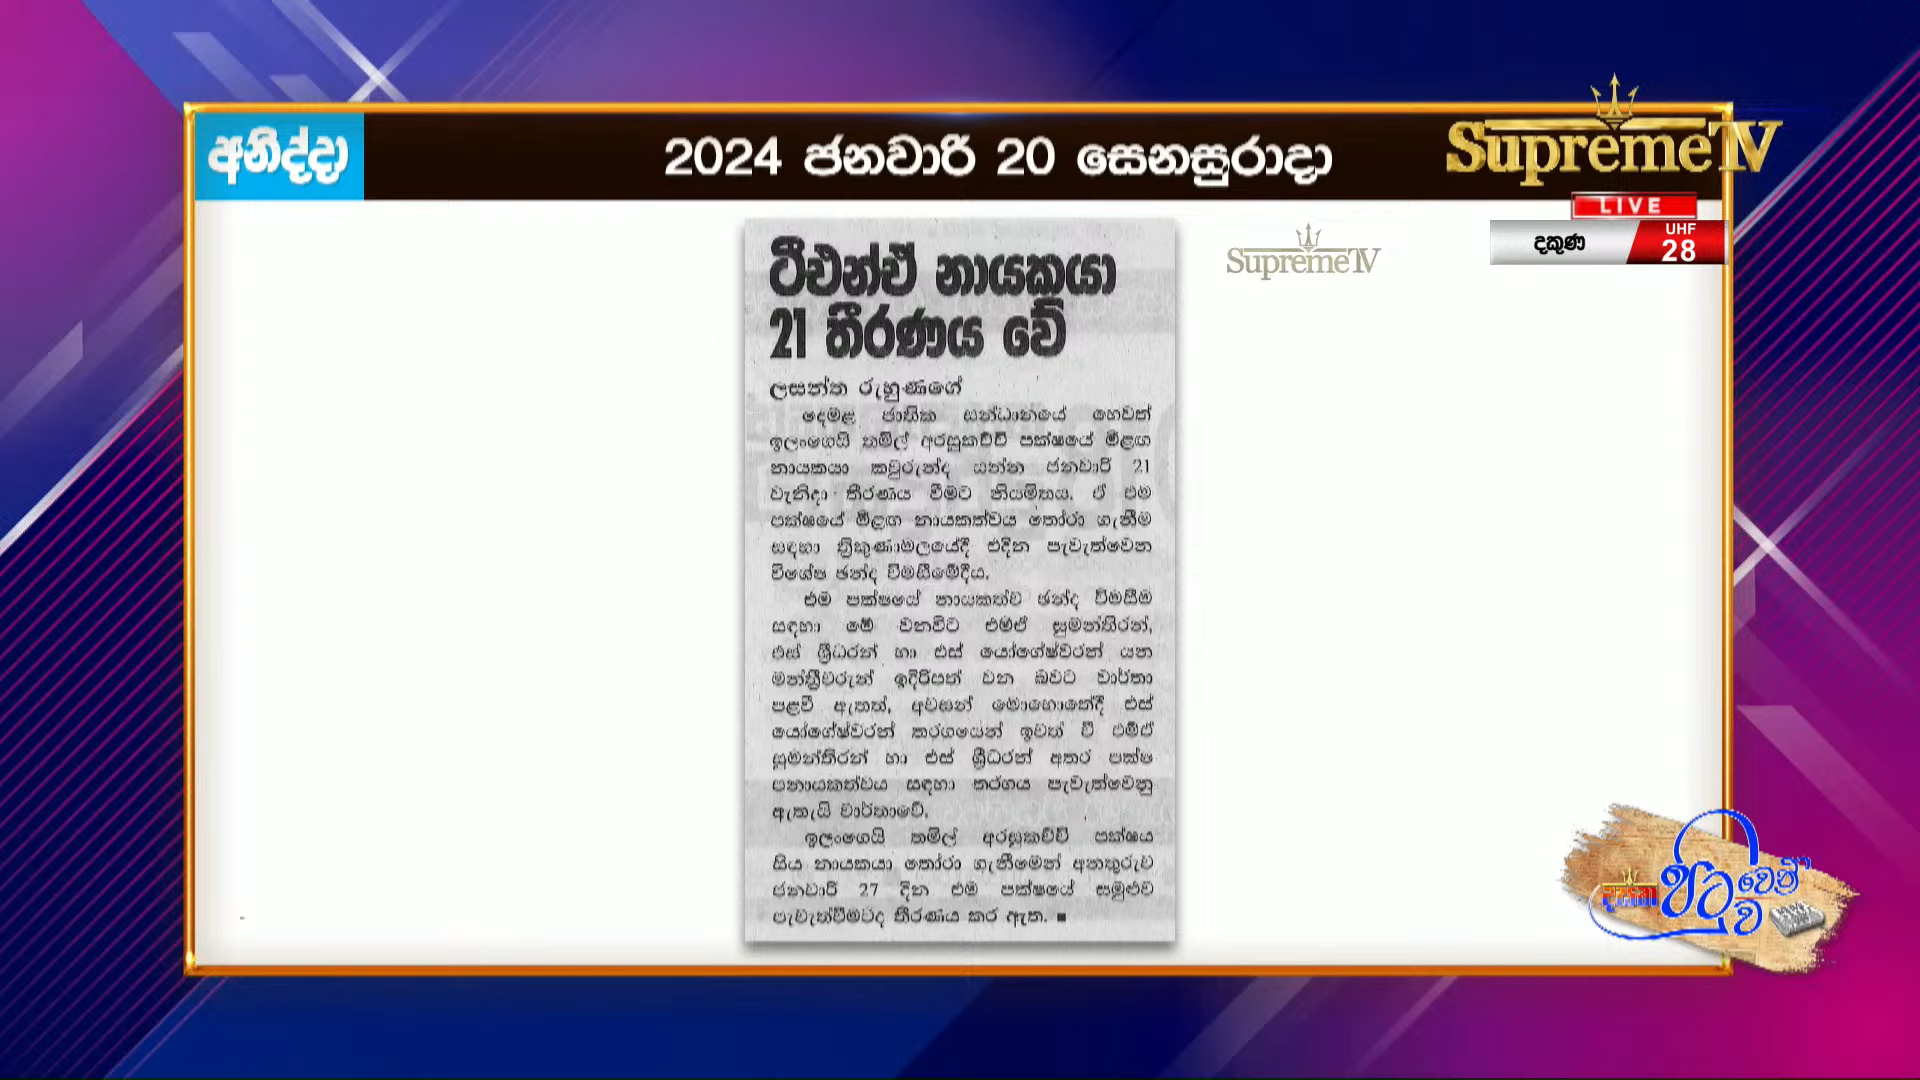 අනිද්දා
2024 ජනවාරි 20 සෙනසුරාදා
SupremeTV
LIVE
දකුණ
UHF
28
SupremeTV
ටීඑන්ඒ නායකයා
21 තීරණය වේ
ලසන්ත රුහුණගේ
දෙමළ ජාතික සන්ධානයේ හෙවත්
ඉලංගෙයි තමිල් අරසුකච්චි පක්ෂයේ මීළඟ
නායකයා කවුරුන්ද යන්න ජනවාරි 21
වැනිදා තීරණය වීමට නියමිතය. ඒ එම
පක්ෂයේ මීළඟ නායකත්වය තෝරා ගැනීම
සඳහා ත්‍රිකුණාමලයේදී එදින පැවැත්වෙන
විශේෂ ඡන්ද විමසීමේදීය.
එම පක්ෂයේ නායකත්ව ඡන්ද විමසීම
සඳහා මේ වනවිට එම්ඒ සුමන්තිරන්,
එස් ශ්‍රීධරන් හා එස් යෝගේෂ්වරන් යන
මන්ත්‍රීවරුන් ඉදිරිපත් වන බවට වාර්තා
පළවී ඇතත්, අවසන් මොහොතේදී එස්
යෝගේෂ්වරන් තරගයෙන් ඉවත් වී එම්ඒ
සුමන්තිරන් හා එස් ශ්‍රීධරන් අතර පක්ෂ
නායකත්වය සඳහා තරගය පැවැත්වෙනු
ඇතැයි වාර්තාවේ.
ඉලංගෙයි තමිල් අරසුකච්චි පක්ෂය
සිය නායකයා තෝරා ගැනීමෙන් අනතුරුව
ජනවාරි 27 දින එම පක්ෂයේ සමුළුව
පැවැත්වීමටද තීරණය කර ඇත. ■
පුවත්